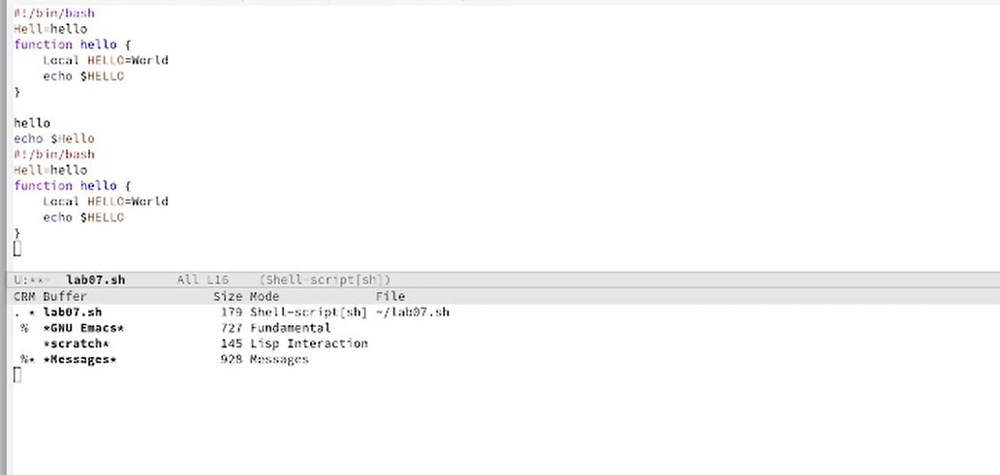 #!/bin/bash
Hell=hello
function hello {
    Local HELLO=World
    echo $HELLO
}
hello
echo $Hello
#!/bin/bash
Hell=hello
function hello {
    Local HELLO=World
    echo $HELLO
}
U:**-  lab07.sh       All L16    (Shell-script[sh])
CRM Buffer                 Size Mode             File
. * lab07.sh                179 Shell-script[sh] ~/lab07.sh
 %  *GNU Emacs*             727 Fundamental
    *scratch*               145 Lisp Interaction
 %* *Messages*              928 Messages